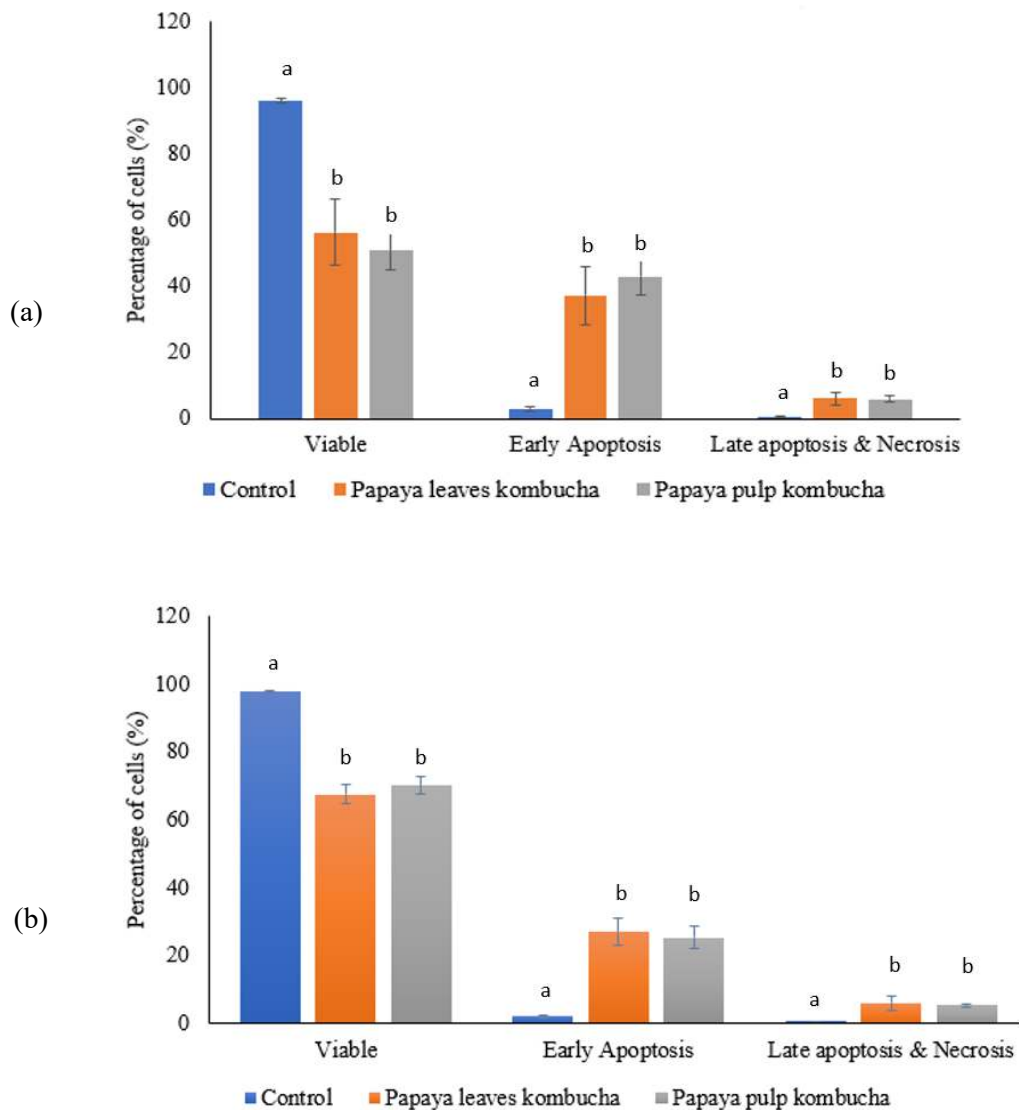 (a)
Percentage of cells (%)
120
100
80
60
40
20
0
a
b
b
a
b
b
a
b
b
Viable Early Apoptosis Late apoptosis & Necrosis
Control Papaya leaves kombucha Papaya pulp kombucha
(b)
Percentage of cells (%)
120
100
80
60
40
20
0
a
b
b
a
b
b
a
b
b
Viable Early Apoptosis Late apoptosis & Necrosis
Control Papaya leaves kombucha Papaya pulp kombucha